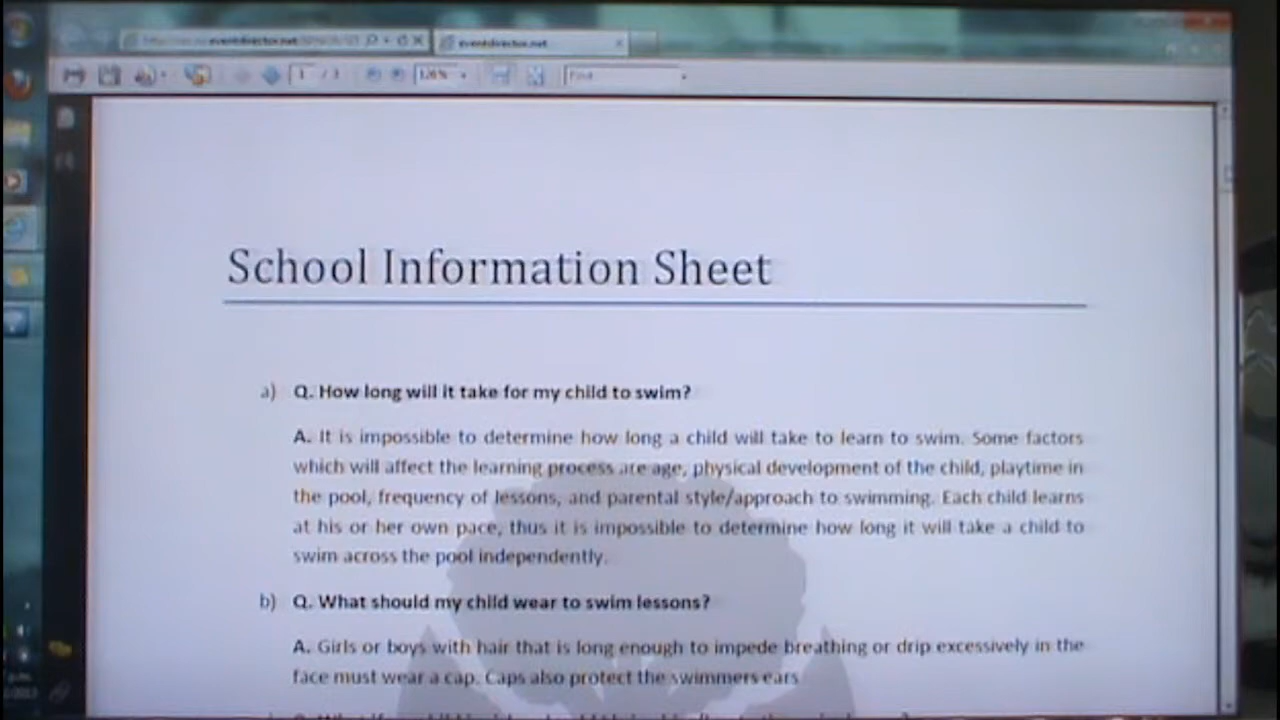 eventdirector.net
1 / 3
126%
Find
School Information Sheet
a) Q. How long will it take for my child to swim?
A. It is impossible to determine how long a child will take to learn to swim. Some factors
which will affect the learning process are age, physical development of the child, playtime in
the pool, frequency of lessons, and parental style/approach to swimming. Each child learns
at his or her own pace, thus it is impossible to determine how long it will take a child to
swim across the pool independently.
b) Q. What should my child wear to swim lessons?
A. Girls or boys with hair that is long enough to impede breathing or drip excessively in the
face must wear a cap. Caps also protect the swimmers ears